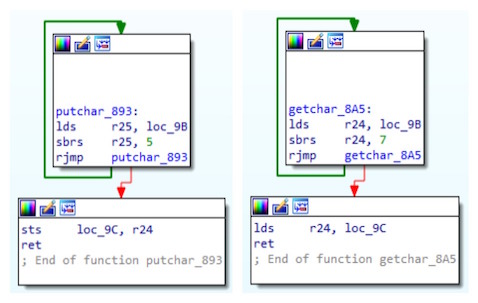 putchar_893:
lds r25, loc_9B
sbrs r25, 5
rjmp putchar_893
sts loc_9C, r24
ret
; End of function putchar_893
getchar_8A5:
lds r24, loc_9B
sbrs r24, 7
rjmp getchar_8A5
lds r24, loc_9C
ret
; End of function getchar_8A5